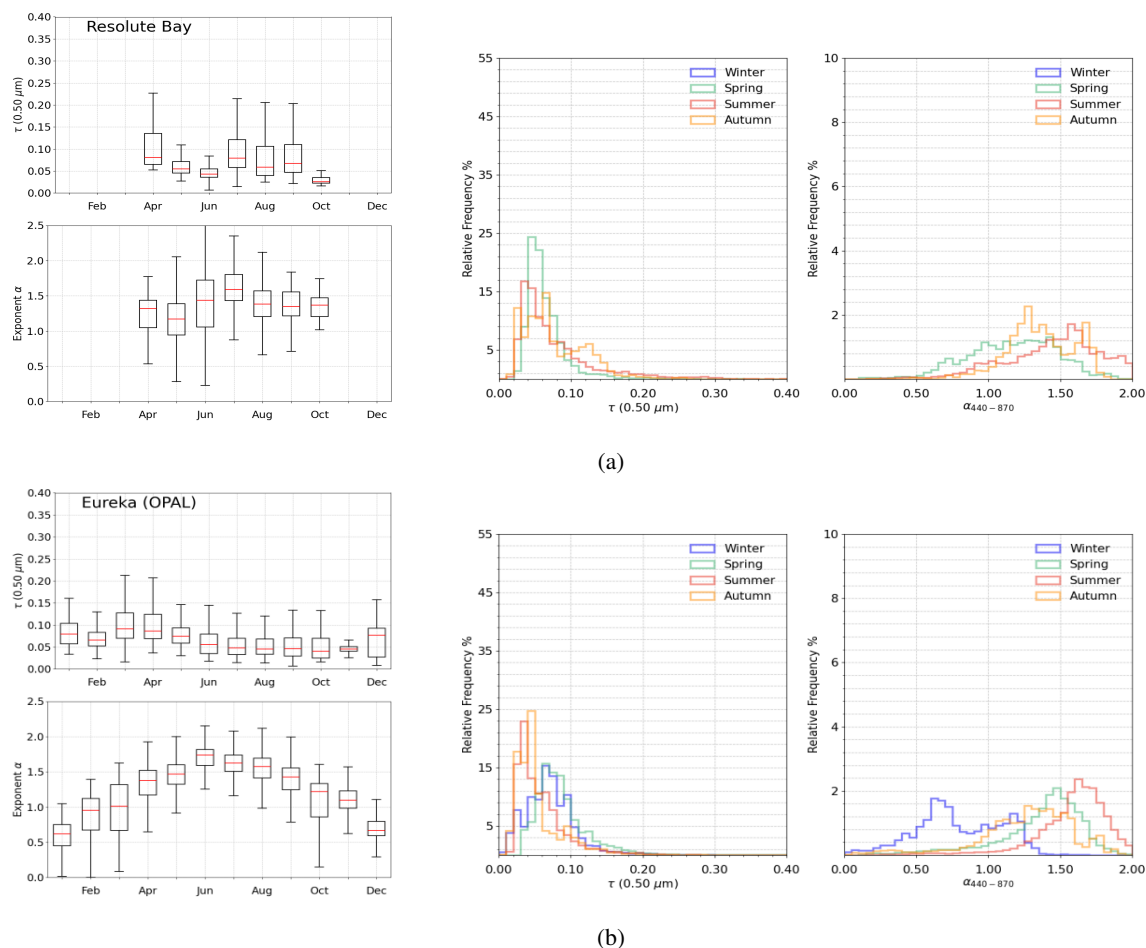 Resolute Bay
τ (0.50 μm)
0.40
0.35
0.30
0.25
0.20
0.15
0.10
0.05
0.00
Feb Apr Jun Aug Oct Dec
Exponent α
2.5
2.0
1.5
1.0
0.5
0.0
Feb Apr Jun Aug Oct Dec
Relative Frequency %
55
45
35
25
15
5
Winter
Spring
Summer
Autumn
0.00 0.10 0.20 0.30 0.40
τ (0.50 μm)
Relative Frequency %
10
8
6
4
2
0
Winter
Spring
Summer
Autumn
0.00 0.50 1.00 1.50 2.00
α440−870
(a)
Eureka (OPAL)
τ (0.50 μm)
0.40
0.35
0.30
0.25
0.20
0.15
0.10
0.05
0.00
Feb Apr Jun Aug Oct Dec
Exponent α
2.5
2.0
1.5
1.0
0.5
0.0
Feb Apr Jun Aug Oct Dec
Relative Frequency %
55
45
35
25
15
5
Winter
Spring
Summer
Autumn
0.00 0.10 0.20 0.30 0.40
τ (0.50 μm)
Relative Frequency %
10
8
6
4
2
0
Winter
Spring
Summer
Autumn
0.00 0.50 1.00 1.50 2.00
α440−870
(b)